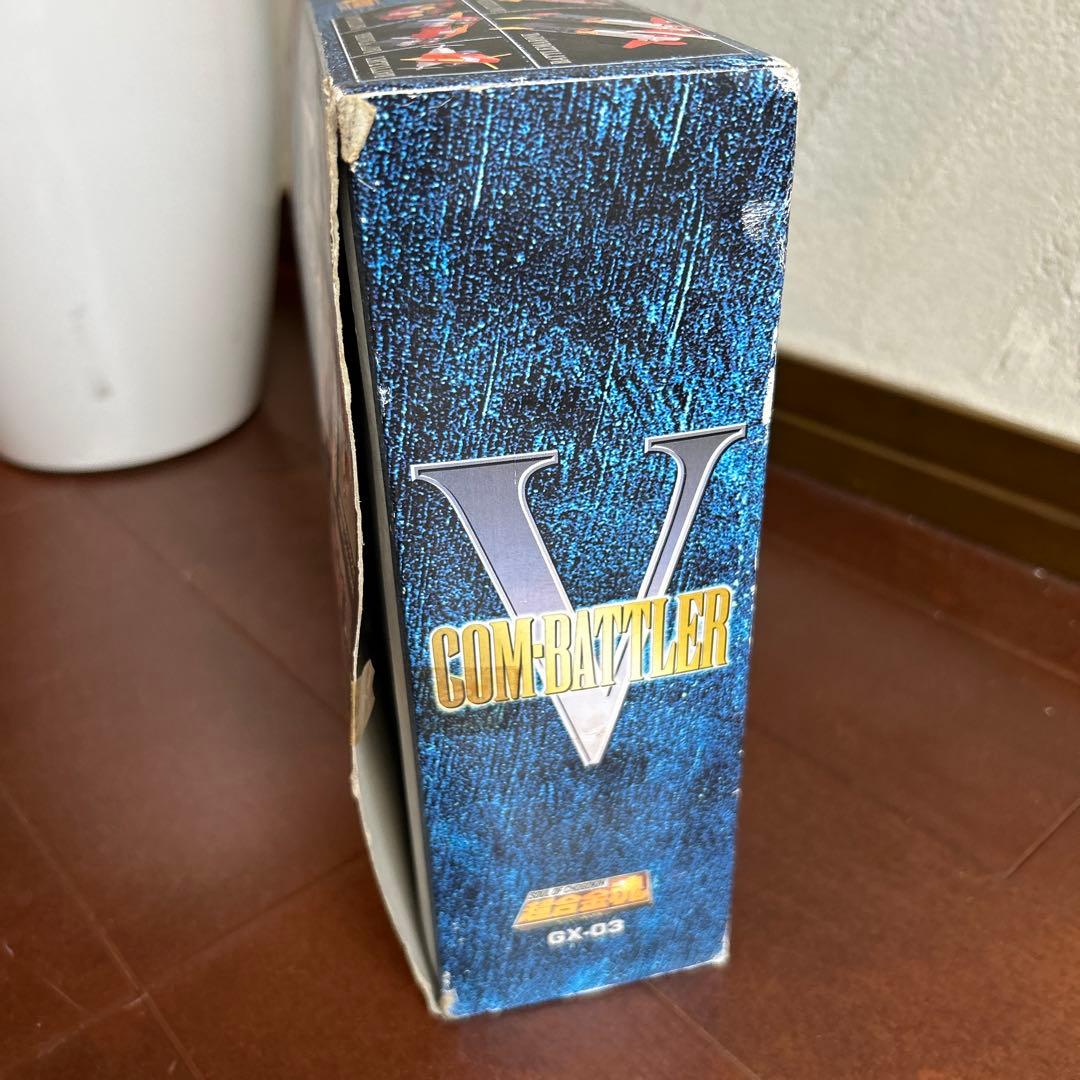 V
COM-BATTLER
SOUL OF CHOGOKIN
超合金魂
GX-03